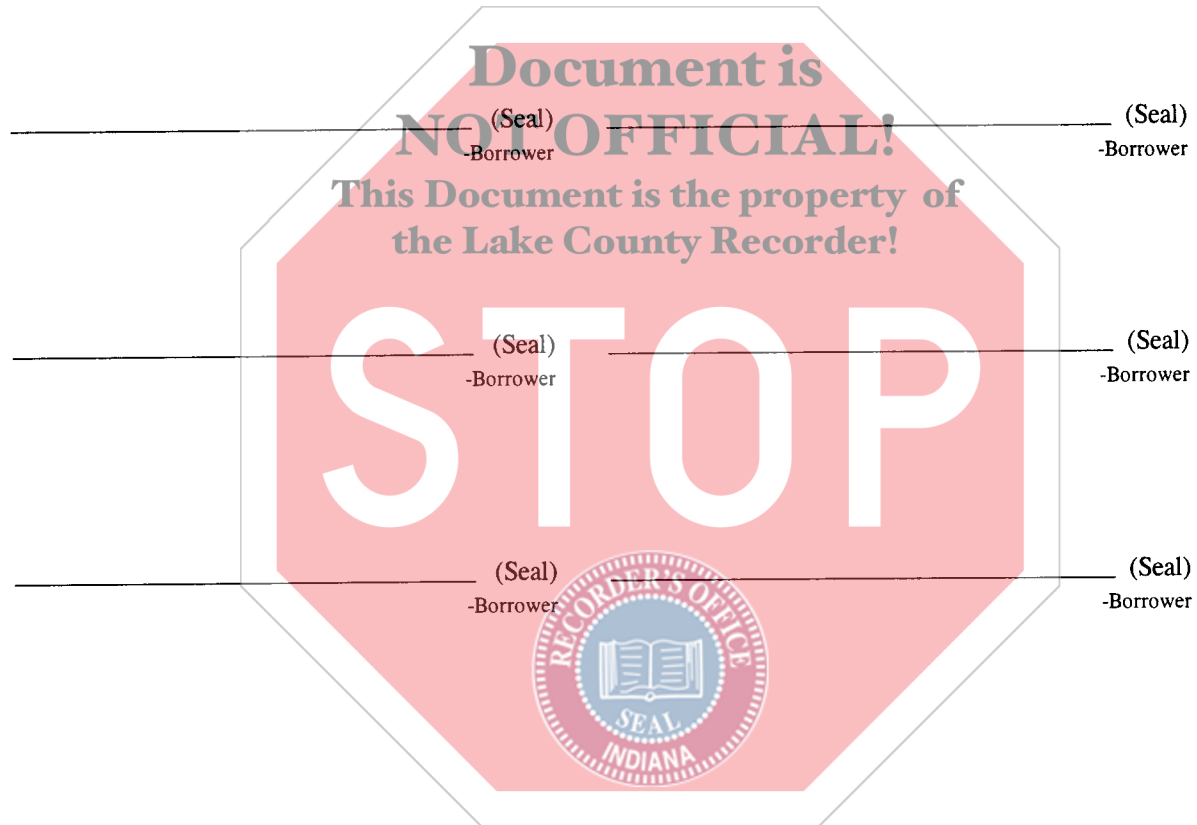 Document is
(Seal) (Seal)
NOT OFFICIAL!
-Borrower -Borrower
This Document is the property of
the Lake County Recorder!
STOP
(Seal) (Seal)
-Borrower -Borrower
(Seal) (Seal)
-Borrower -Borrower
RECORDER'S OFFICE
SEAL
INDIANA